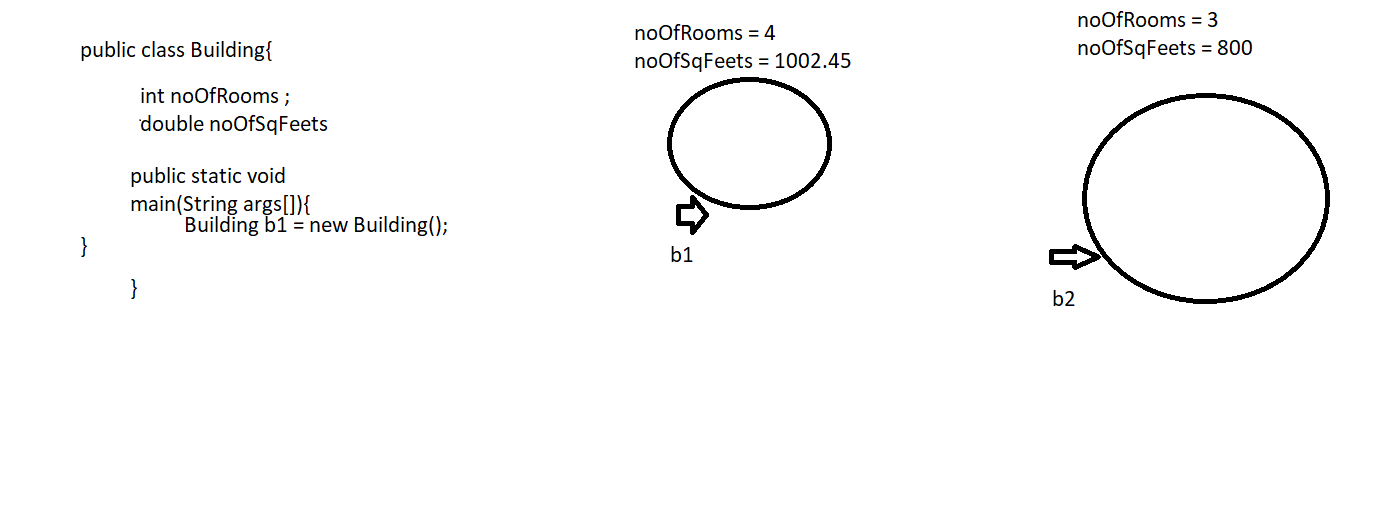 public class Building{
int noOfRooms ;
double noOfSqFeets
public static void
main(String args[]){
Building b1 = new Building();
}
}
noOfRooms = 4
noOfSqFeets = 1002.45
b1
noOfRooms = 3
noOfSqFeets = 800
b2